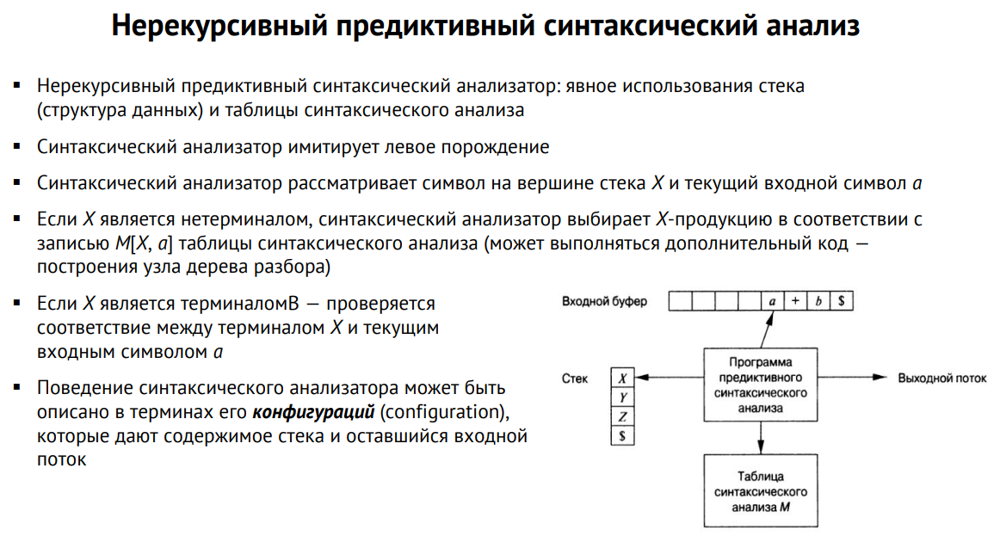 Нерекурсивный предиктивный синтаксический анализ
▪ Нерекурсивный предиктивный синтаксический анализатор: явное использования стека
(структура данных) и таблицы синтаксического анализа
▪ Синтаксический анализатор имитирует левое порождение
▪ Синтаксический анализатор рассматривает символ на вершине стека X и текущий входной символ a
▪ Если X является нетерминалом, синтаксический анализатор выбирает X-продукцию в соответствии с
записью M[X, a] таблицы синтаксического анализа (может выполняться дополнительный код —
построения узла дерева разбора)
▪ Если X является терминаломВ — проверяется
соответствие между терминалом X и текущим
входным символом a
▪ Поведение синтаксического анализатора может быть
описано в терминах его конфигураций (configuration),
которые дают содержимое стека и оставшийся входной
поток
Входной буфер
a + b $
Стек
X
Y
Z
$
Программа
предиктивного
синтаксического
анализа
Выходной поток
Таблица
синтаксического
анализа M